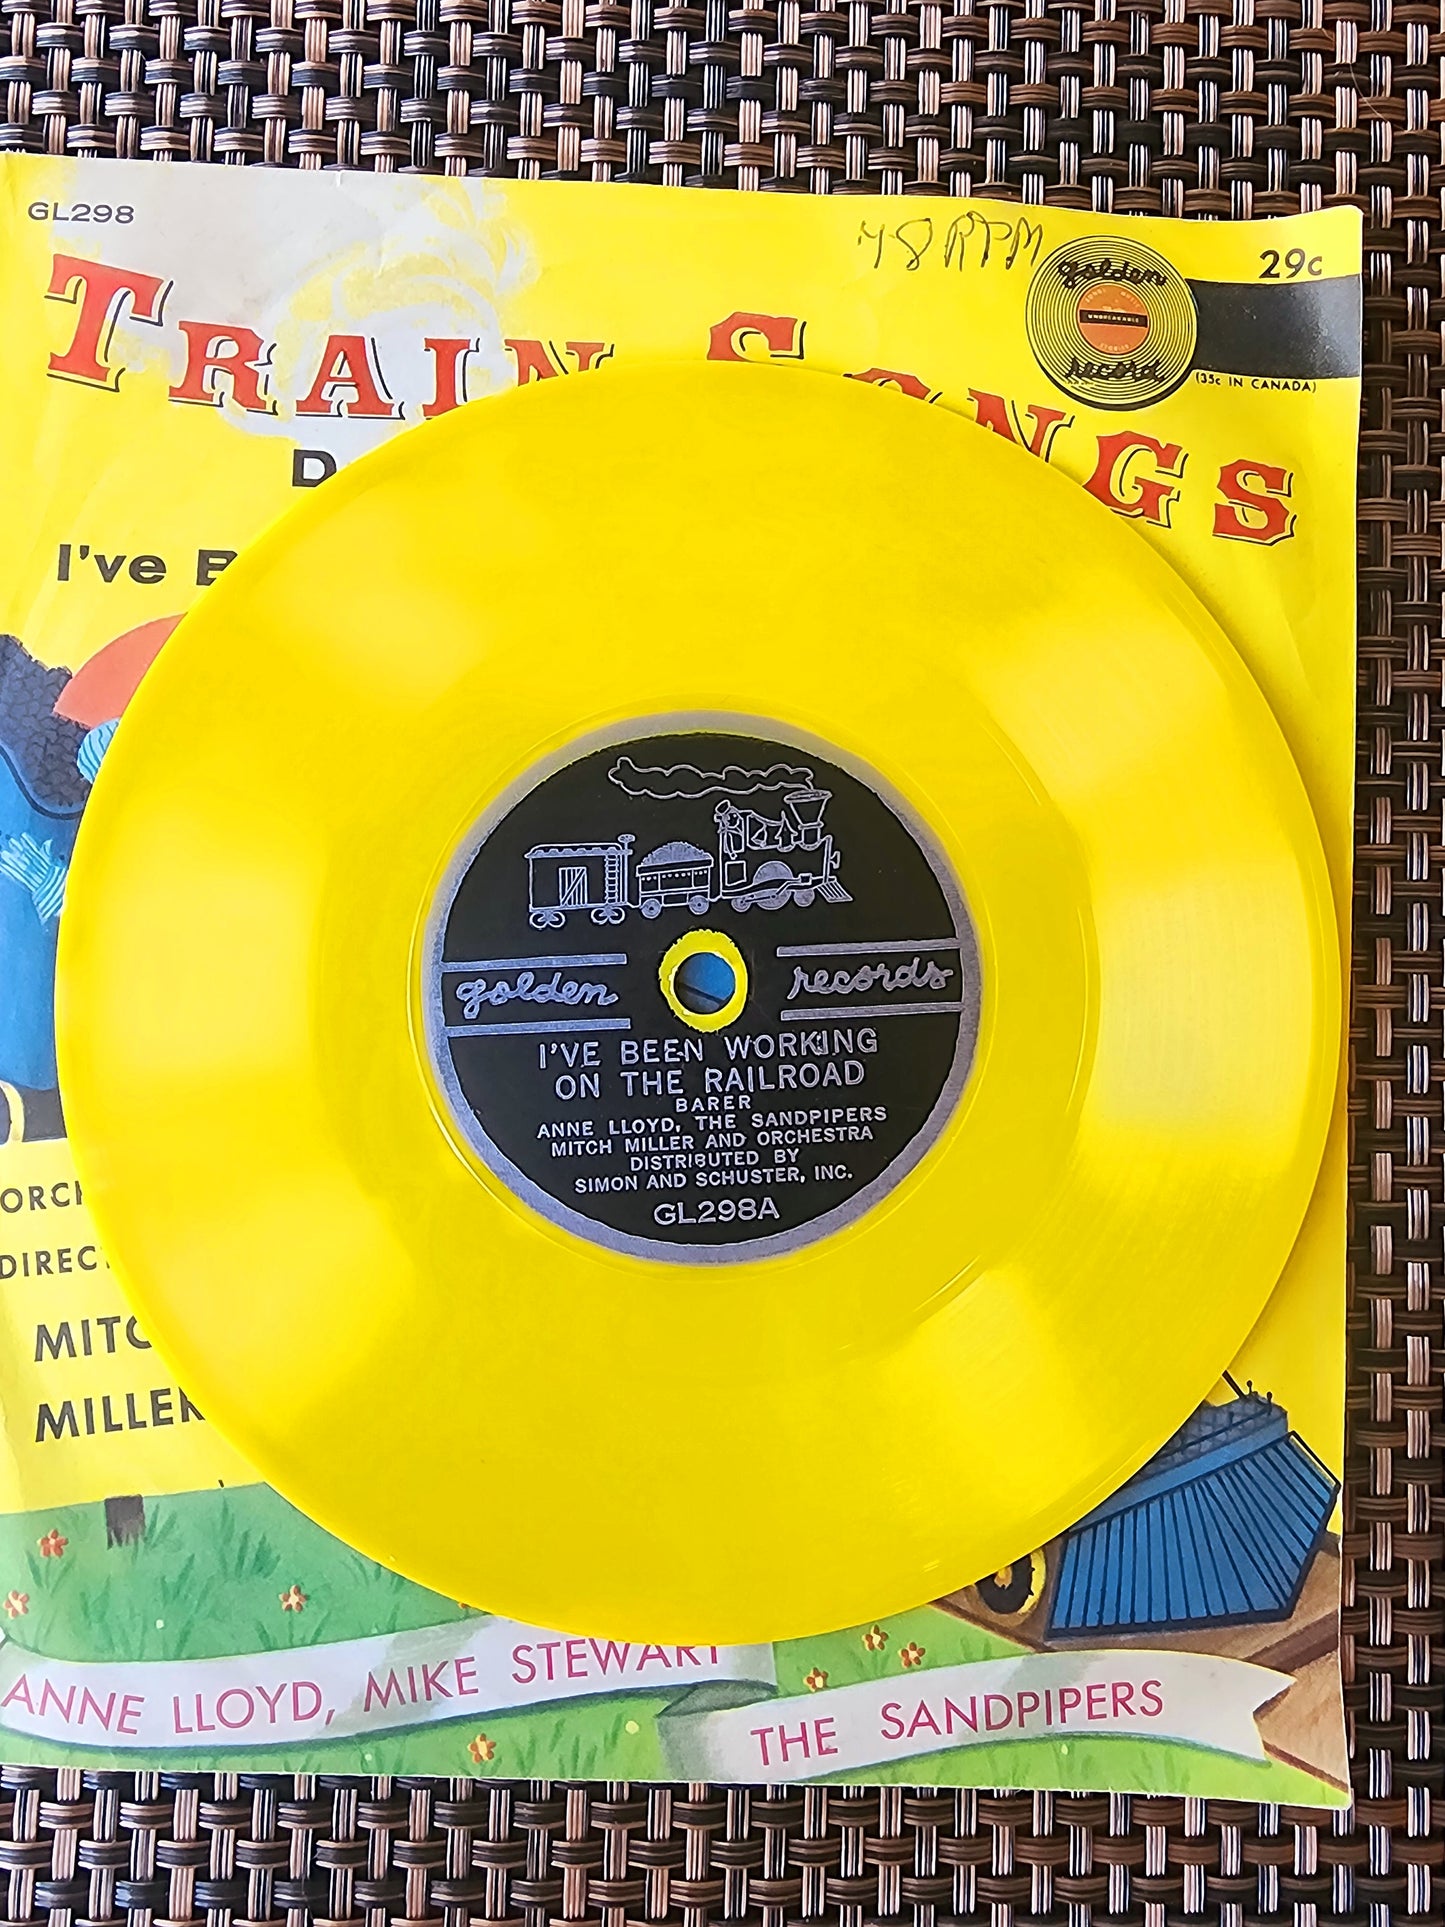 GL298
48 RPM
29c
golden
UNBREAKABLE
record
(35c IN CANADA)
TRAIN SONGS
D
I've B
golden records
I'VE BEEN WORKING
ON THE RAILROAD
BARER
ANNE LLOYD, THE SANDPIPERS
MITCH MILLER AND ORCHESTRA
DISTRIBUTED BY
SIMON AND SCHUSTER, INC.
GL298A
ORCH
DIRECT
MITC
MILLER
ANNE LLOYD, MIKE STEWART
THE SANDPIPERS